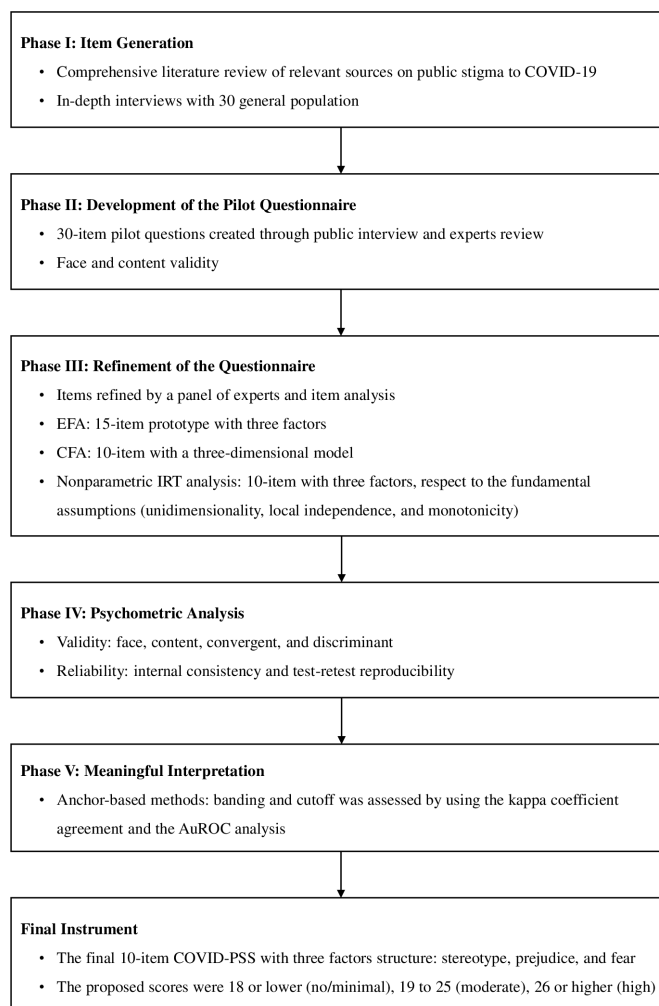 Phase I: Item Generation
• Comprehensive literature review of relevant sources on public stigma to COVID-19
• In-depth interviews with 30 general population
Phase II: Development of the Pilot Questionnaire
• 30-item pilot questions created through public interview and experts review
• Face and content validity
Phase III: Refinement of the Questionnaire
• Items refined by a panel of experts and item analysis
• EFA: 15-item prototype with three factors
• CFA: 10-item with a three-dimensional model
• Nonparametric IRT analysis: 10-item with three factors, respect to the fundamental
assumptions (unidimensionality, local independence, and monotonicity)
Phase IV: Psychometric Analysis
• Validity: face, content, convergent, and discriminant
• Reliability: internal consistency and test-retest reproducibility
Phase V: Meaningful Interpretation
• Anchor-based methods: banding and cutoff was assessed by using the kappa coefficient
agreement and the AuROC analysis
Final Instrument
• The final 10-item COVID-PSS with three factors structure: stereotype, prejudice, and fear
• The proposed scores were 18 or lower (no/minimal), 19 to 25 (moderate), 26 or higher (high)